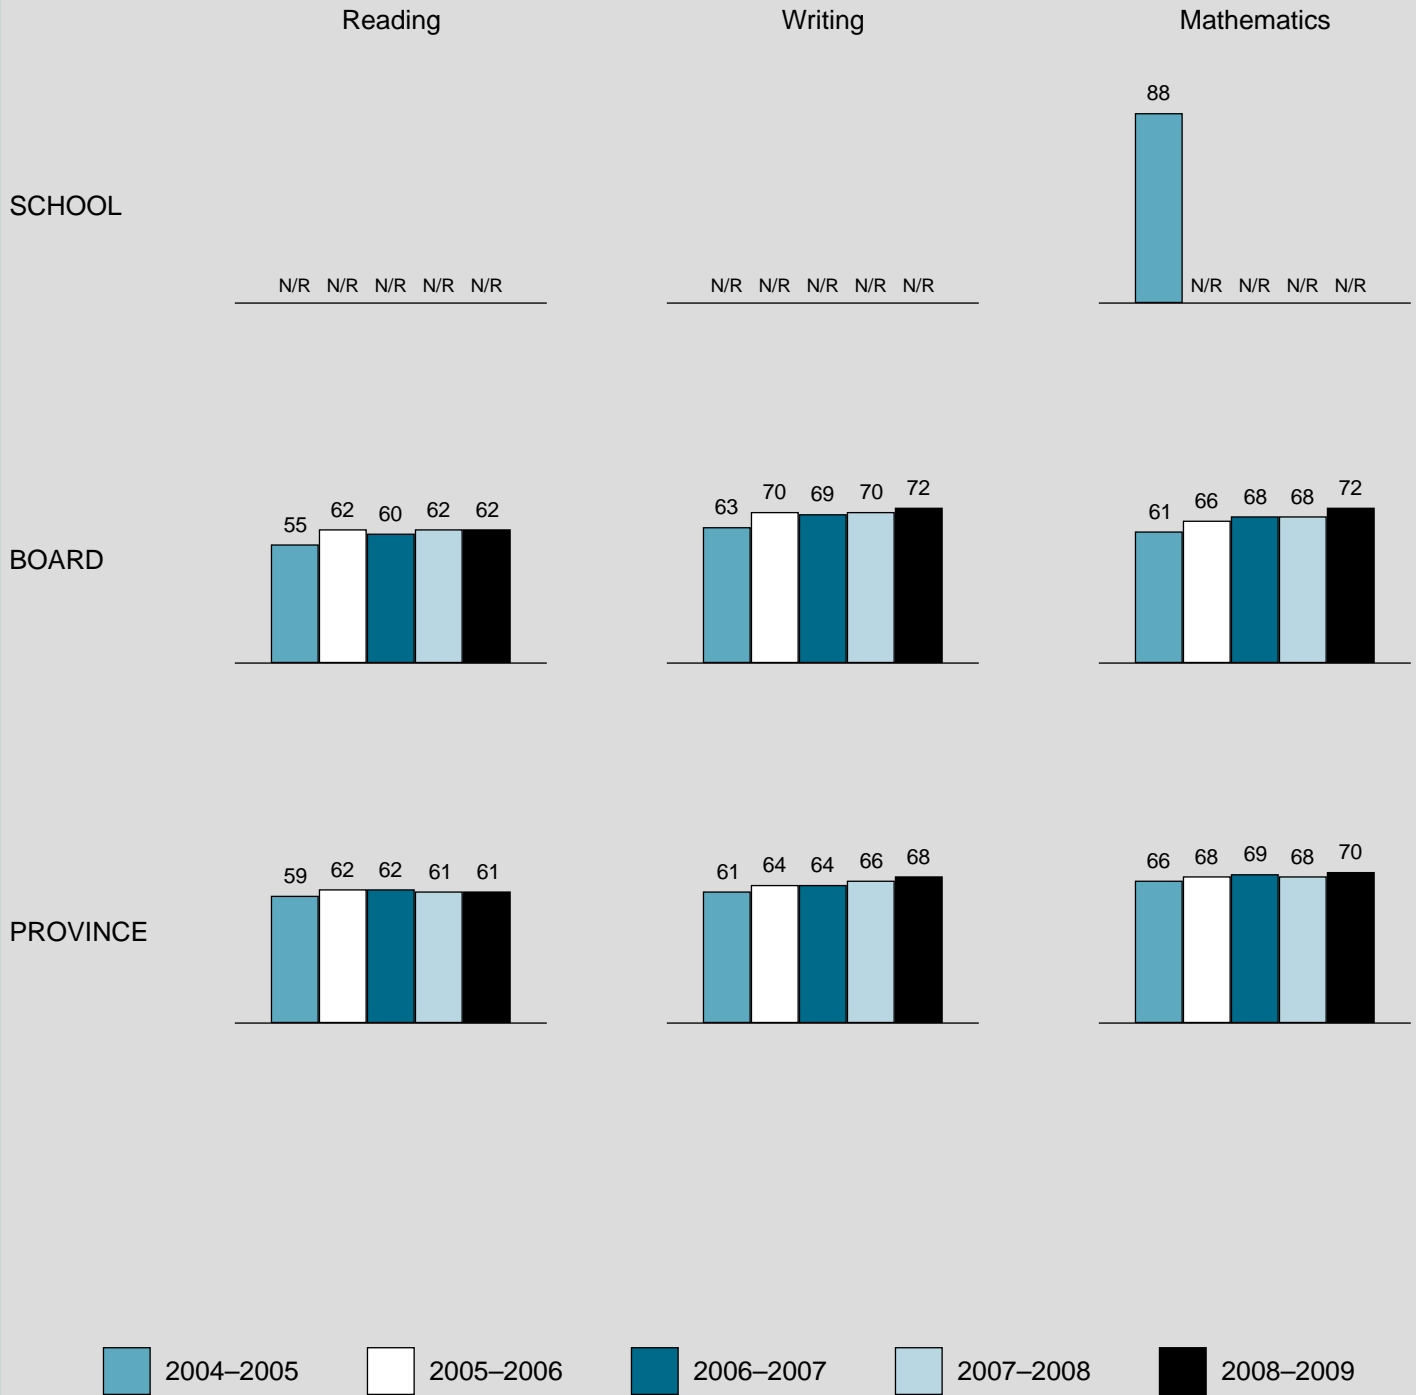 Reading Writing Mathematics
88
SCHOOL
N/R N/R N/R N/R N/R N/R N/R N/R N/R N/R N/R N/R N/R N/R
55 62 60 62 62 63 70 69 70 72 61 66 68 68 72
BOARD
59 62 62 61 61 61 64 64 66 68 66 68 69 68 70
PROVINCE
2004–2005 2005–2006 2006–2007 2007–2008 2008–2009